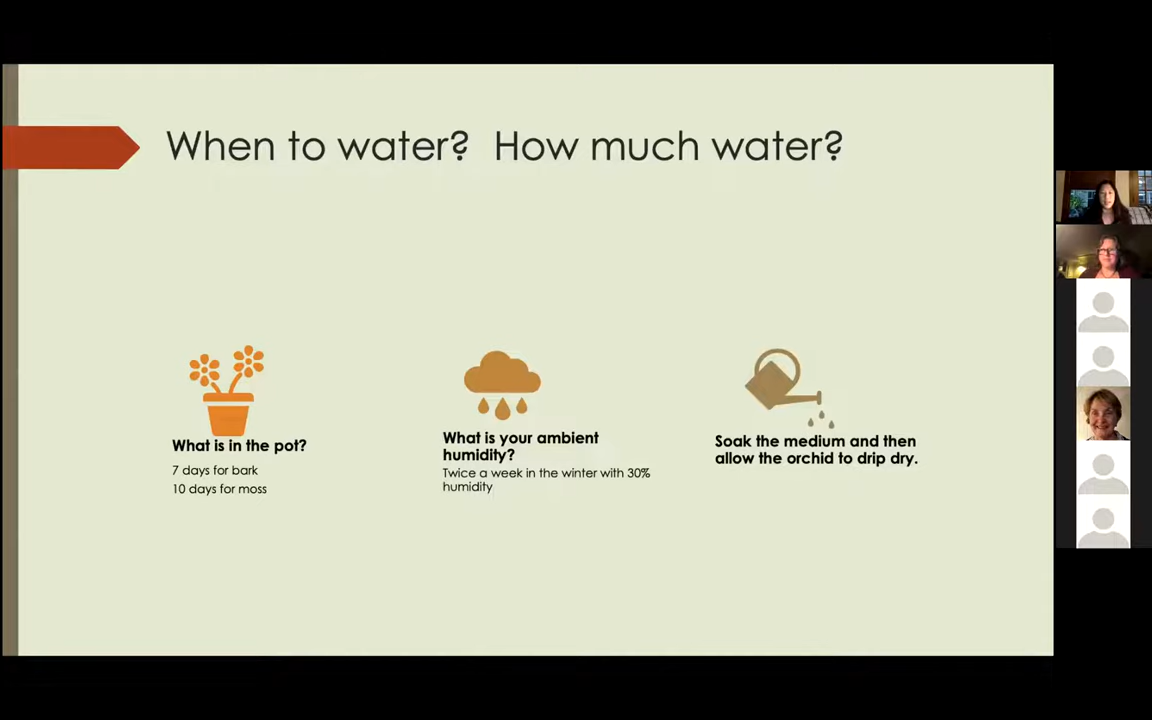 When to water?  How much water?
What is in the pot?
7 days for bark
10 days for moss
What is your ambient
humidity?
Twice a week in the winter with 30%
humidity
Soak the medium and then
allow the orchid to drip dry.